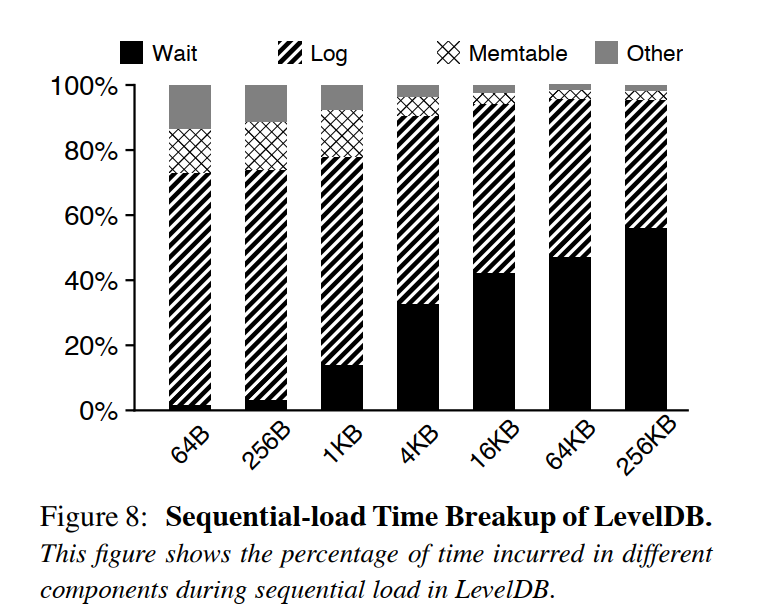 Wait Log Memtable Other
100%
80%
60%
40%
20%
0%
64B 256B 1KB 4KB 16KB 64KB 256KB
Figure 8: Sequential-load Time Breakup of LevelDB.
This figure shows the percentage of time incurred in different
components during sequential load in LevelDB.